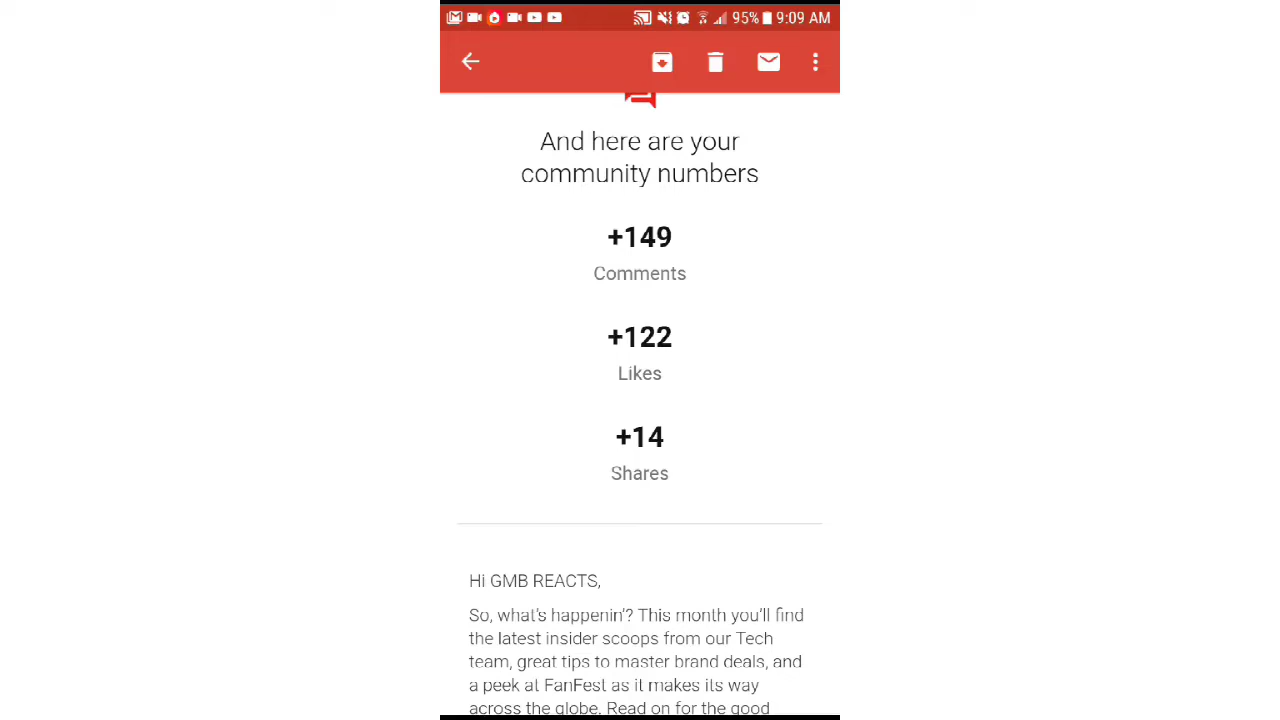 95% 9:09 AM
And here are your
community numbers
+149
Comments
+122
Likes
+14
Shares
Hi GMB REACTS,
So, what's happenin'? This month you'll find
the latest insider scoops from our Tech
team, great tips to master brand deals, and
a peek at FanFest as it makes its way
across the globe. Read on for the good